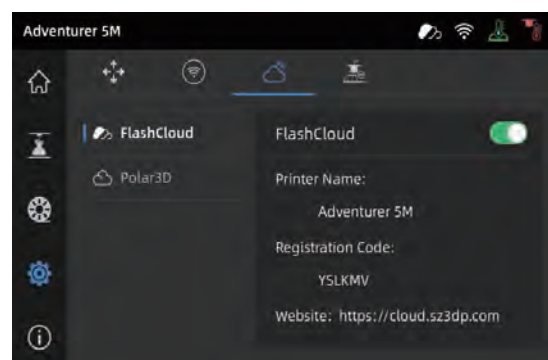 Adventurer 5M
FlashCloud
Polar3D
FlashCloud
Printer Name:
Adventurer 5M
Registration Code:
YSLKMV
Website: https://cloud.sz3dp.com